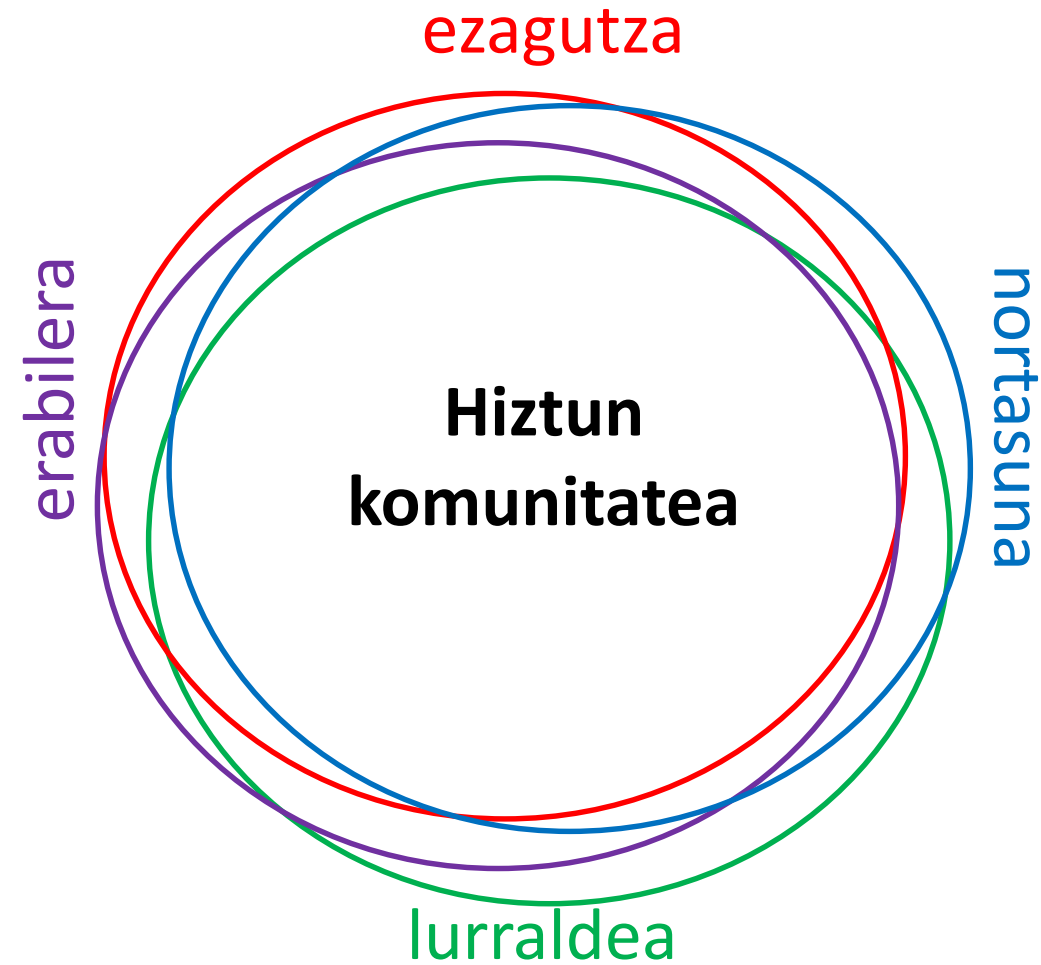 ezagutza
erabilera
Hiztun
komunitatea
nortasuna
lurraldea